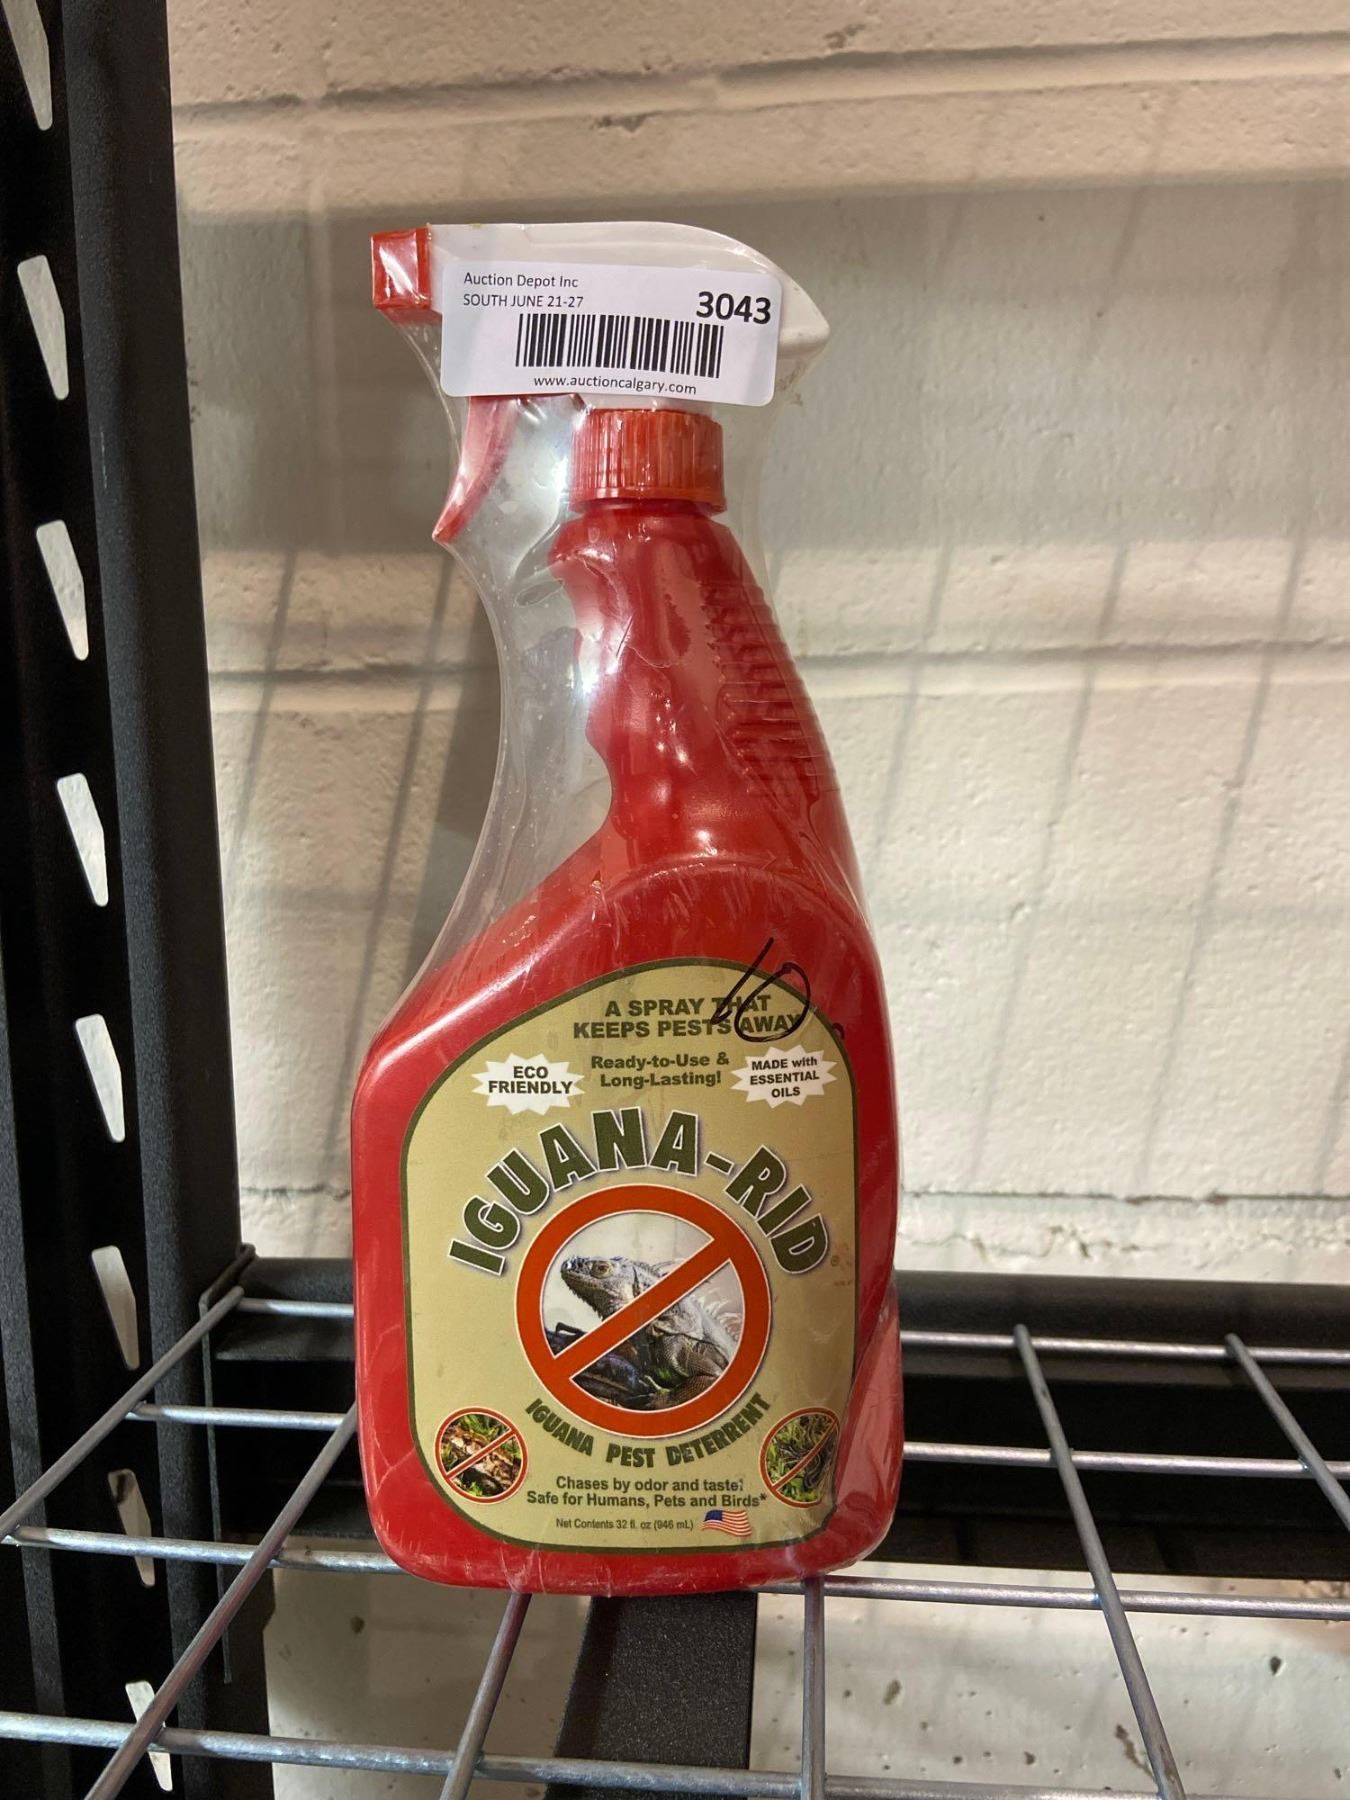 Auction Depot Inc
SOUTH JUNE 21-27
3043
www.auctioncalgary.com
10
A SPRAY THAT
KEEPS PESTS AWAY
Ready-to-Use &
Long-Lasting!
ECO
FRIENDLY
MADE with
ESSENTIAL
OILS
IGUANA-RID
IGUANA PEST DETERRENT
Chases by odor and taste!
Safe for Humans, Pets and Birds*
Net Contents 32 fl. oz (946 mL)